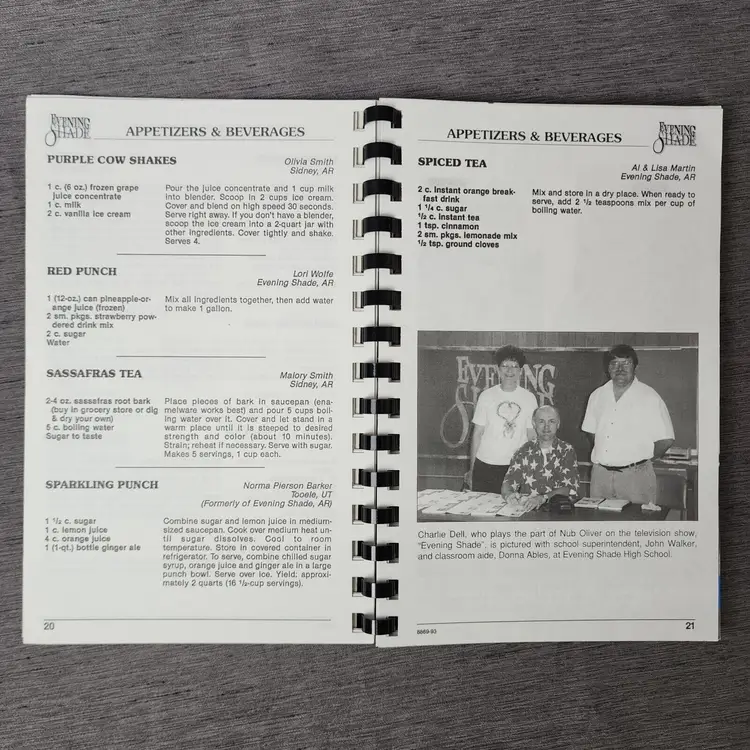 EVENING
SHADE
APPETIZERS & BEVERAGES
PURPLE COW SHAKES
Olivia Smith
Sidney, AR
1 c. (6 oz.) frozen grape
juice concentrate
1 c. milk
2 c. vanilla ice cream
Pour the juice concentrate and 1 cup milk
into blender. Scoop in 2 cups ice cream.
Cover and blend on high speed 30 seconds.
Serve right away. If you don't have a blender,
scoop the ice cream into a 2-quart jar with
other ingredients. Cover tightly and shake.
Serves 4.
RED PUNCH
Lori Wolfe
Evening Shade, AR
1 (12-oz.) can pineapple-or-
ange juice (frozen)
2 sm. pkgs. strawberry pow-
dered drink mix
2 c. sugar
Water
Mix all ingredients together, then add water
to make 1 gallon.
SASSAFRAS TEA
Malory Smith
Sidney, AR
2-4 oz. sassafras root bark
(buy in grocery store or dig
& dry your own)
5 c. boiling water
Sugar to taste
Place pieces of bark in saucepan (ena-
melware works best) and pour 5 cups boil-
ing water over it. Cover and let stand in a
warm place until it is steeped to desired
strength and color (about 10 minutes).
Strain; reheat if necessary. Serve with sugar.
Makes 5 servings, 1 cup each.
SPARKLING PUNCH
Norma Pierson Barker
Tooele, UT
(Formerly of Evening Shade, AR)
1 1/2 c. sugar
1 c. lemon juice
4 c. orange juice
1 (1-qt.) bottle ginger ale
Combine sugar and lemon juice in medium-
sized saucepan. Cook over medium heat un-
til sugar dissolves. Cool to room
temperature. Store in covered container in
refrigerator. To serve, combine chilled sugar
syrup, orange juice and ginger ale in a large
punch bowl. Serve over ice. Yield: approxi-
mately 2 quarts (16 1/2-cup servings).
20
APPETIZERS & BEVERAGES
EVENING
SHADE
SPICED TEA
Al & Lisa Martin
Evening Shade, AR
2 c. instant orange break-
fast drink
1 1/4 c. sugar
1/2 c. instant tea
1 tsp. cinnamon
2 sm. pkgs. lemonade mix
1/2 tsp. ground cloves
Mix and store in a dry place. When ready to
serve, add 2 1/2 teaspoons mix per cup of
boiling water.
EVENING
SHADE
Charlie Dell, who plays the part of Nub Oliver on the television show,
"Evening Shade", is pictured with school superintendent, John Walker,
and classroom aide, Donna Ables, at Evening Shade High School.
8869-93
21